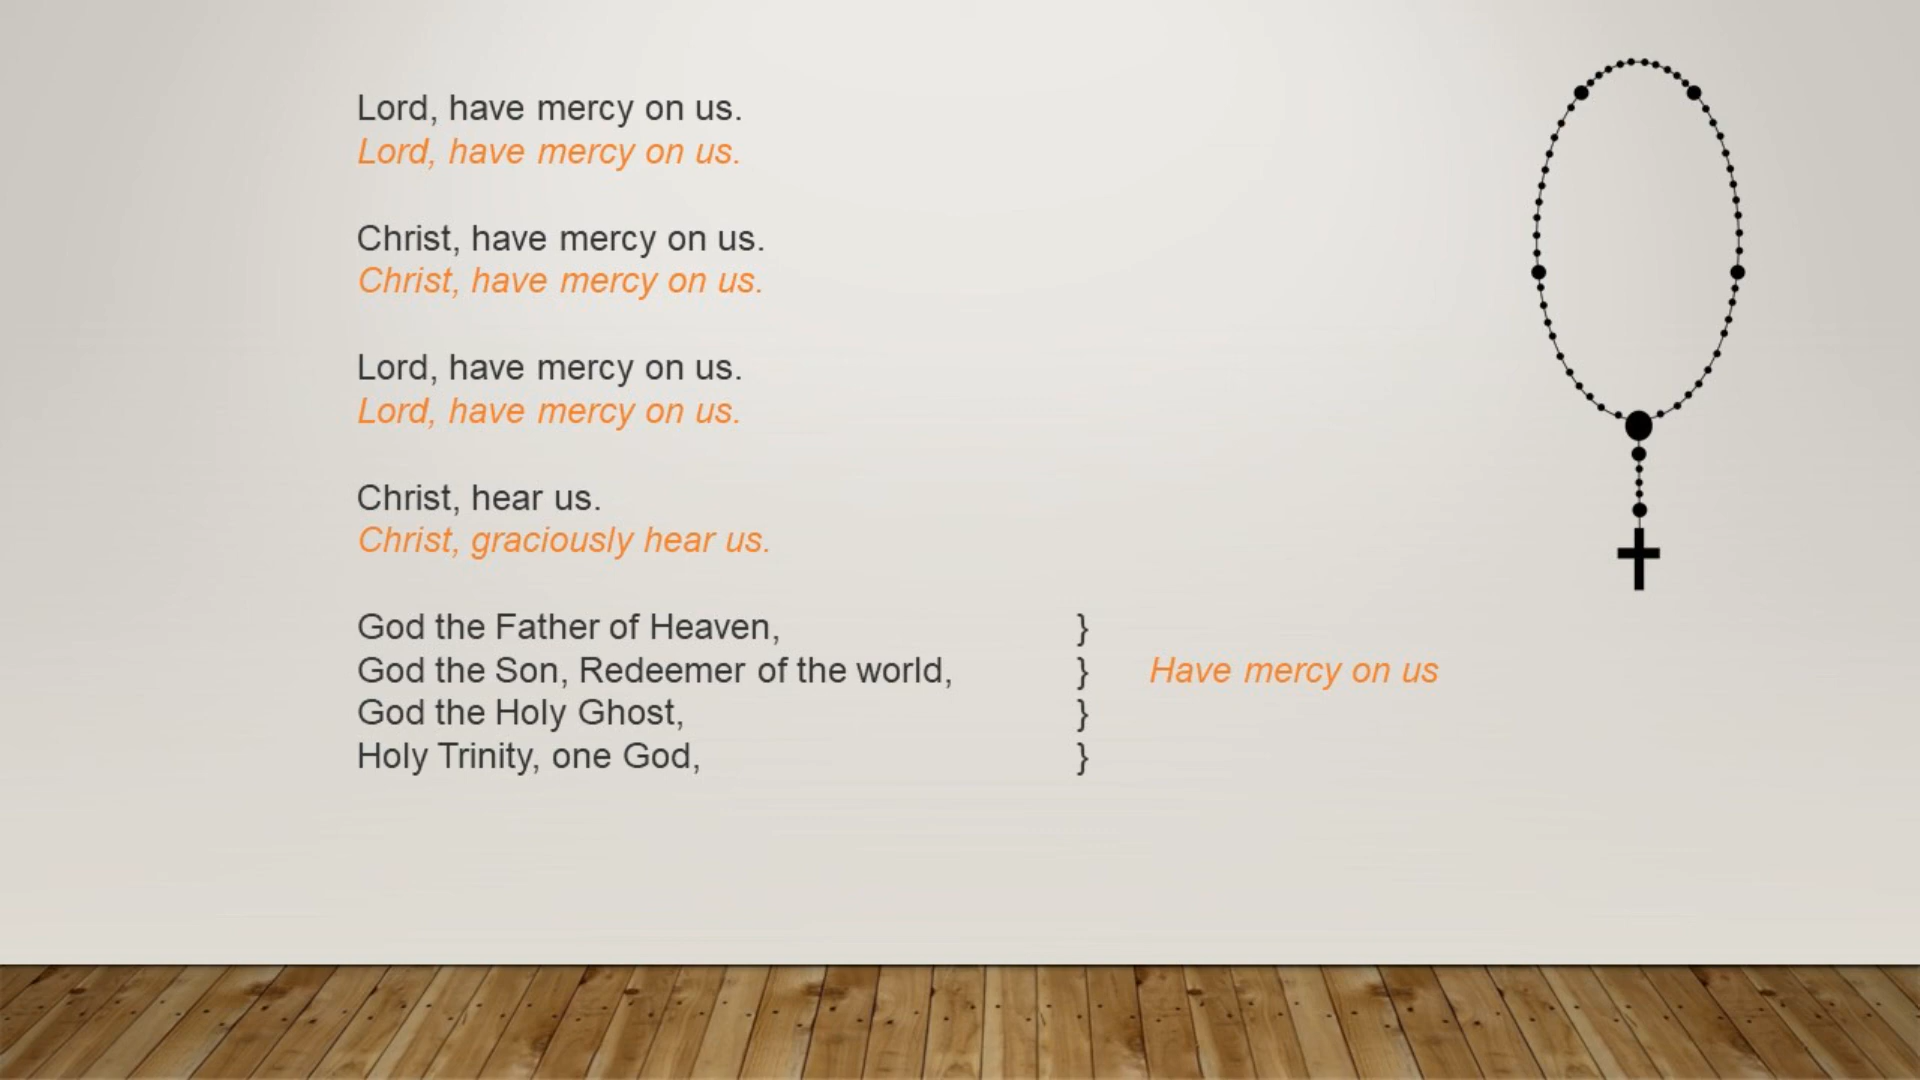 Lord, have mercy on us.
Lord, have mercy on us.
Christ, have mercy on us.
Christ, have mercy on us.
Lord, have mercy on us.
Lord, have mercy on us.
Christ, hear us.
Christ, graciously hear us.
God the Father of Heaven, }
God the Son, Redeemer of the world, } Have mercy on us
God the Holy Ghost, }
Holy Trinity, one God, }